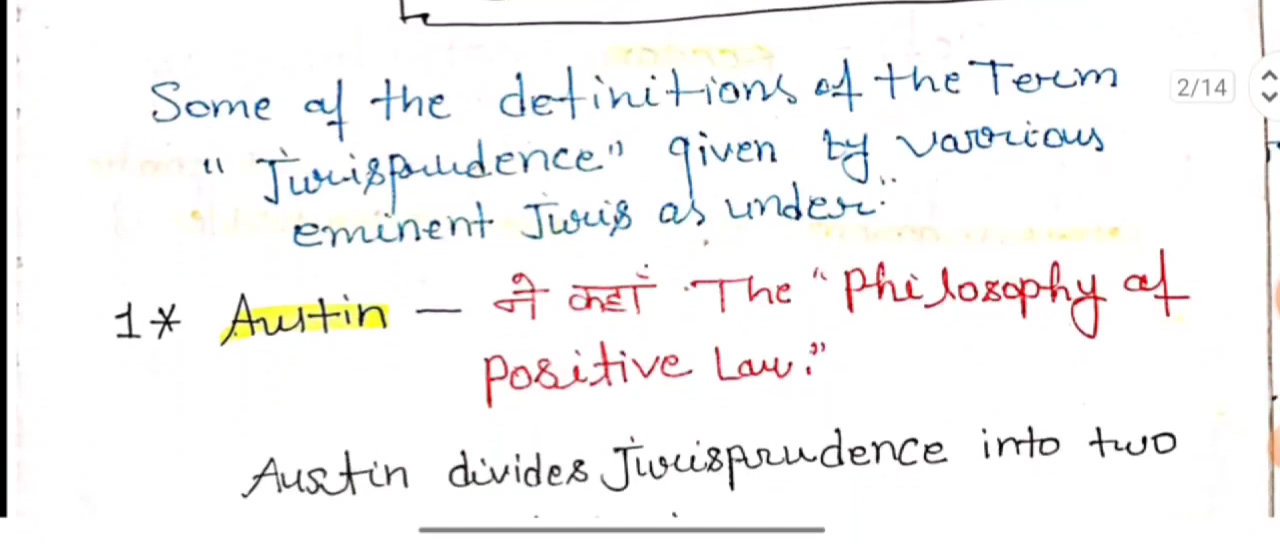 Some of the definitions of the Term
2/14
"Jurisprudence" given by varrious
eminent Juris as under:
1* Austin – ने कहाँ The "Philosophy of
Positive Law."
Austin divides Jurisprudence into two